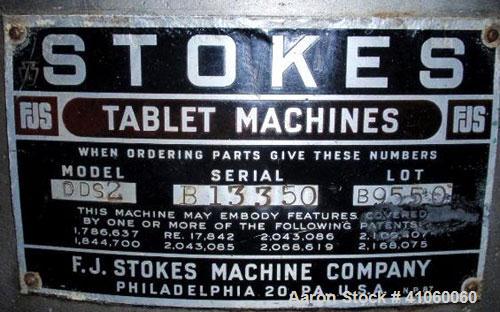 STOKES
FJS TABLET MACHINES FJS
WHEN ORDERING PARTS GIVE THESE NUMBERS
MODEL SERIAL LOT
DDS2 B13350 B9550
THIS MACHINE MAY EMBODY FEATURES COVERED
BY ONE OR MORE OF THE FOLLOWING PATENTS:
1,786,637 RE. 17,842 2,043,086 2,109,407
1,844,700 2,043,085 2,068,619 2,168,075
F.J. STOKES MACHINE COMPANY
PHILADELPHIA 20, PA., U.S.A.
Aaron Stock # 41060060